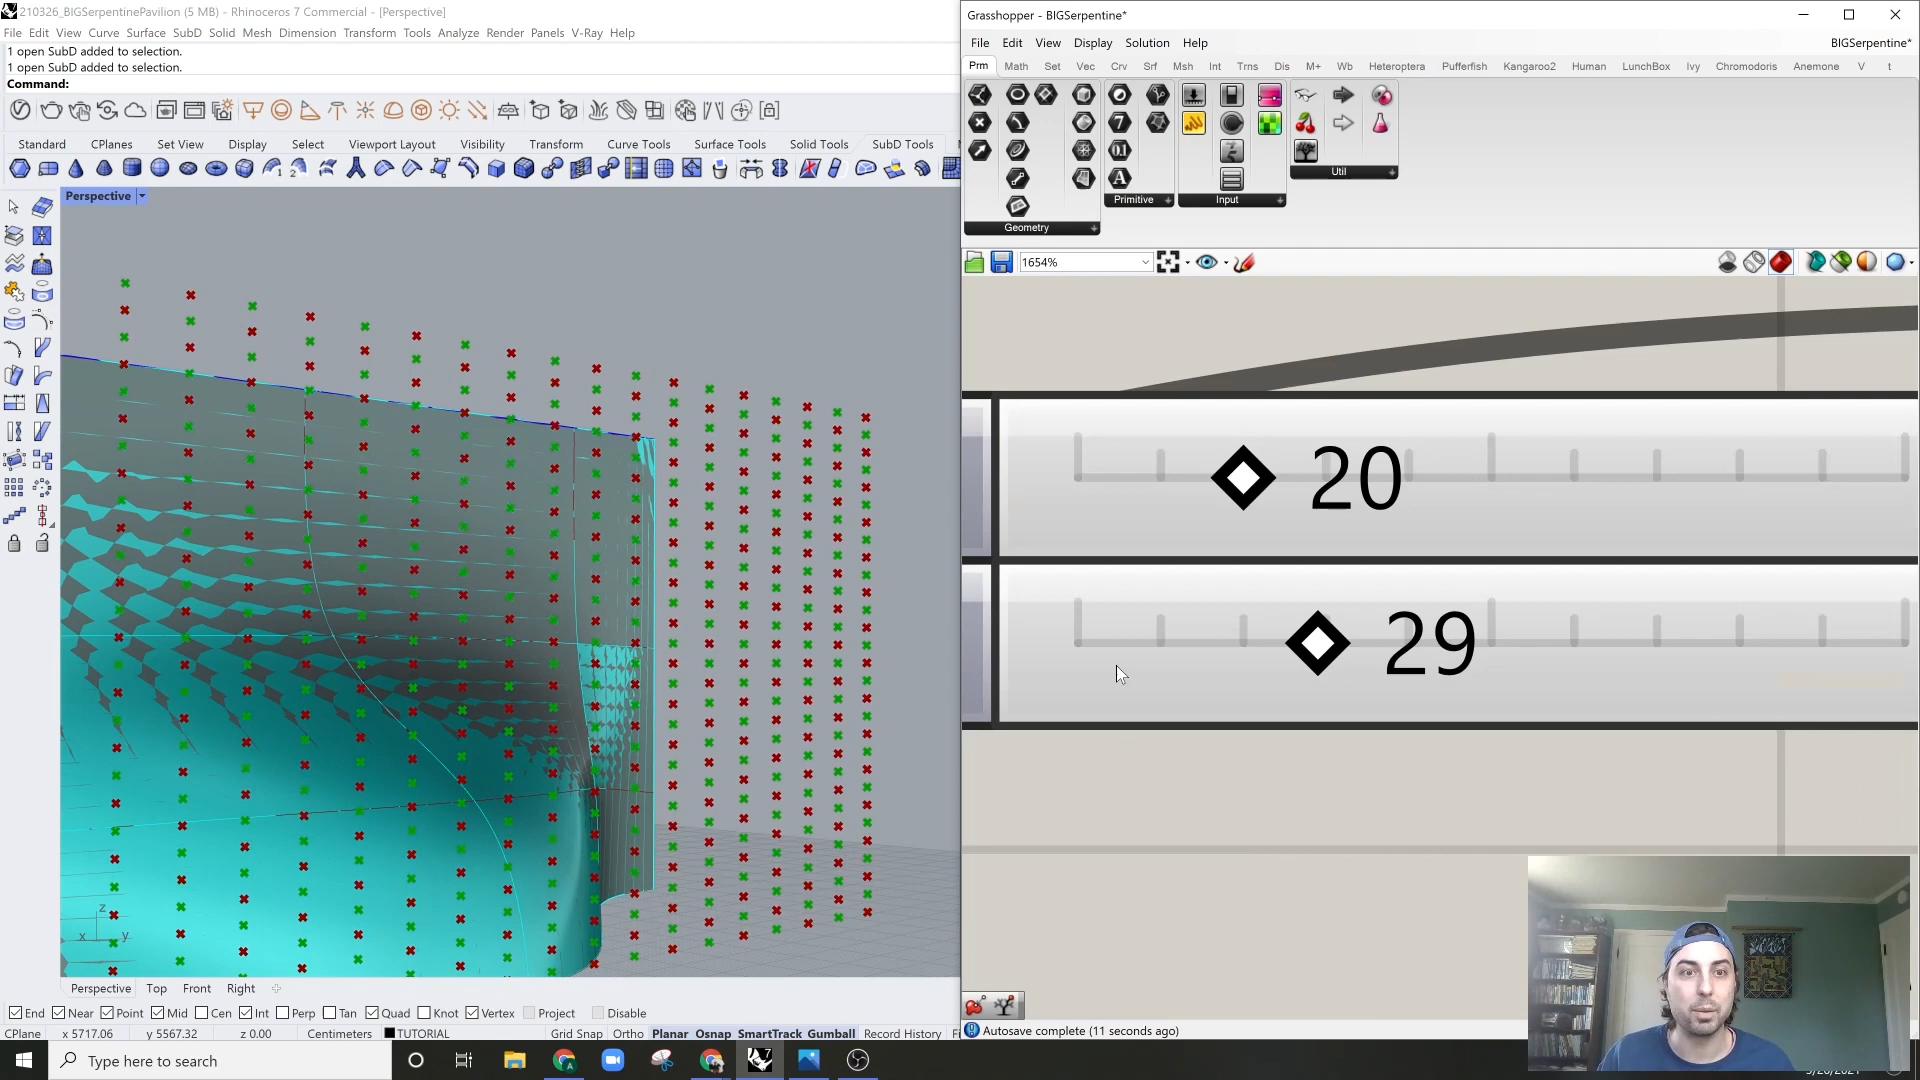 210326_BIGSerpentinePavilion (5 MB) - Rhinoceros 7 Commercial - [Perspective]
File Edit View Curve Surface SubD Solid Mesh Dimension Transform Tools Analyze Render Panels V-Ray Help
1 open SubD added to selection.
1 open SubD added to selection.
Command:
Standard CPlanes Set View Display Select Viewport Layout Visibility Transform Curve Tools Surface Tools Solid Tools SubD Tools
Perspective
z
x y
Perspective Top Front Right
End Near Point Mid Cen Int Perp Tan Quad Knot Vertex Project Disable
CPlane x 5717.06 y 5567.32 z 0.00 Centimeters TUTORIAL Grid Snap Ortho Planar Osnap SmartTrack Gumball Record History
Grasshopper - BIGSerpentine*
File Edit View Display Solution Help BIGSerpentine*
Prm Math Set Vec Crv Srf Msh Int Trns Dis M+ Wb Heteroptera Pufferfish Kangaroo2 Human LunchBox Ivy Chromodoris Anemone V t
Geometry Primitive Input Util
1654%
20
29
Autosave complete (11 seconds ago)
Type here to search